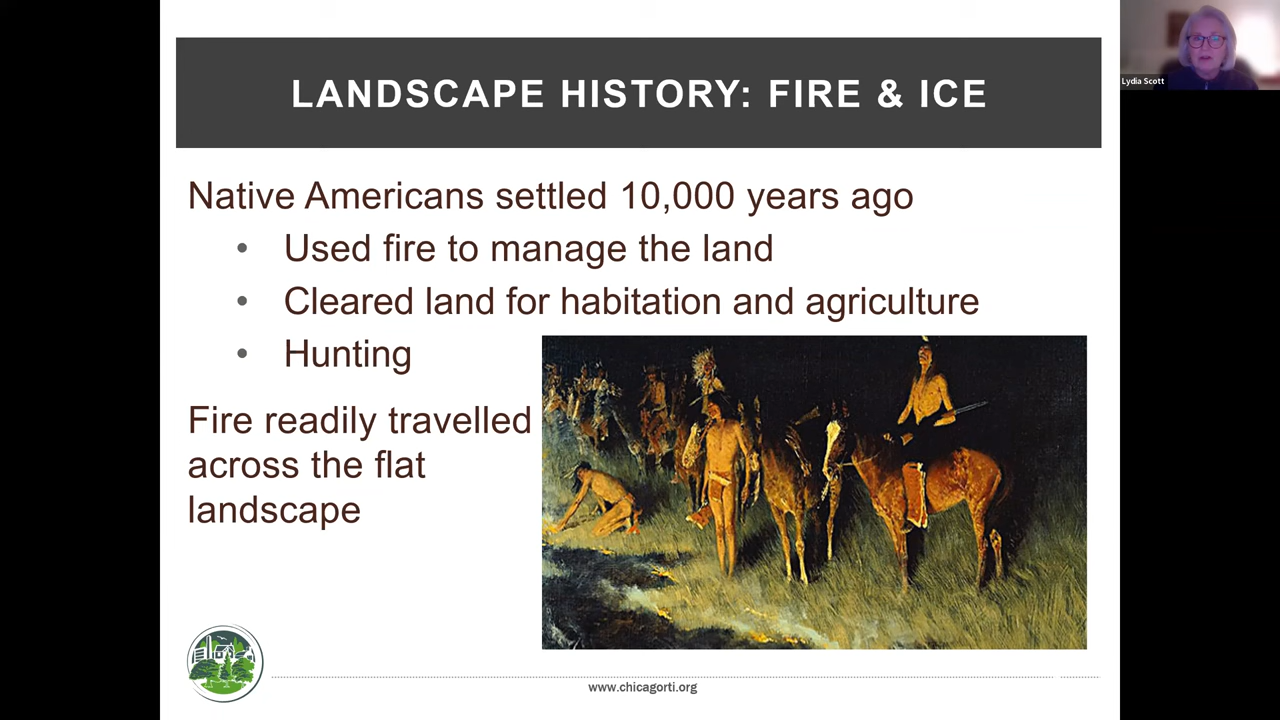 Lydia Scott
LANDSCAPE HISTORY: FIRE & ICE
Native Americans settled 10,000 years ago
• Used fire to manage the land
• Cleared land for habitation and agriculture
• Hunting
Fire readily travelled
across the flat
landscape
www.chicagorti.org